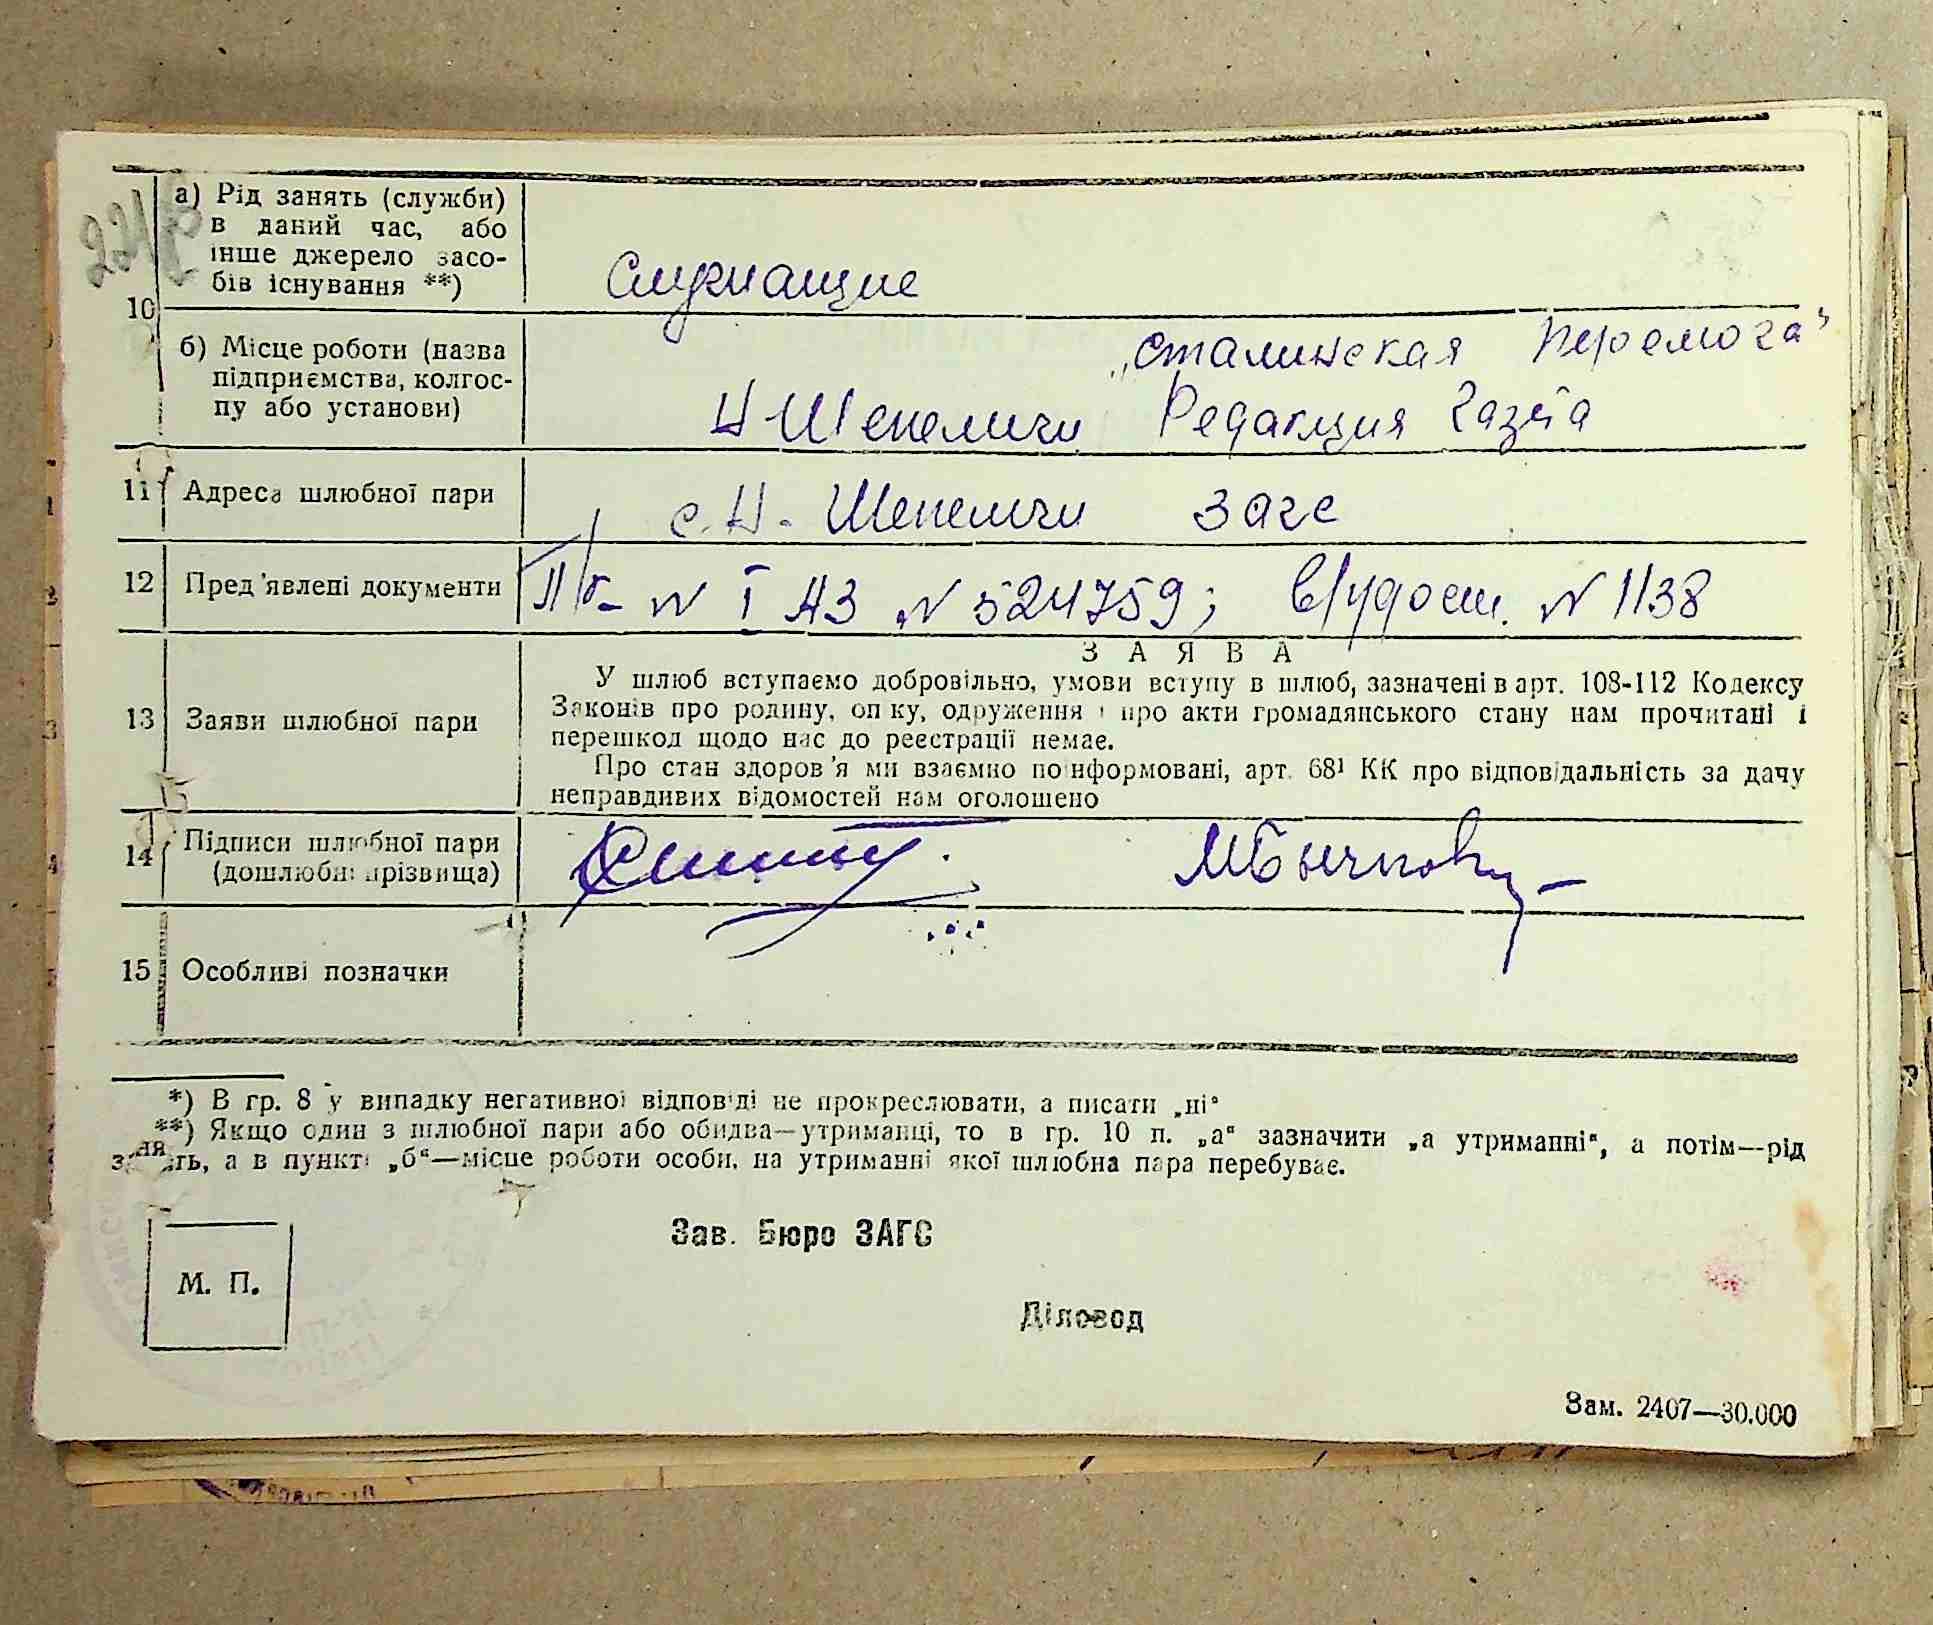 а) Рід занять (служби)
в даний час, або
інше джерело засо-
бів існування **)
Служащие
10
б) Місце роботи (назва
підприємства, колгос-
пу або установи)
„Сталинская Перемога"
Н-Шепеличи Редакция Газета
11 Адреса шлюбної пари
с. Н. Шепеличи Загс
12 Пред'явлені документи
П/б- N I АЗ N 524759; в/удост. N 1138
ЗАЯВА
13 Заяви шлюбної пари
У шлюб вступаємо добровільно, умови вступу в шлюб, зазначені в арт. 108-112 Кодексу
Законів про родину, опіку, одруження і про акти громадянського стану нам прочитані і
перешкод щодо нас до реєстрації немає.
Про стан здоров'я ми взаємно поінформовані, арт. 68¹ КК про відповідальність за дачу
неправдивих відомостей нам оголошено
14 Підписи шлюбної пари
(дошлюбні прізвища)
МБычков
15 Особливі позначки
*) В гр. 8 у випадку негативної відповіді не прокреслювати, а писати „ні"
**) Якщо один з шлюбної пари або обидва—утриманці, то в гр. 10 п. „а" зазначити „а утриманні", а потім—рід
занять, а в пункті „б"—місце роботи особи, на утриманні якої шлюбна пара перебуває.
Зав. Бюро ЗАГС
М. П.
Діловод
Зам. 2407—30.000